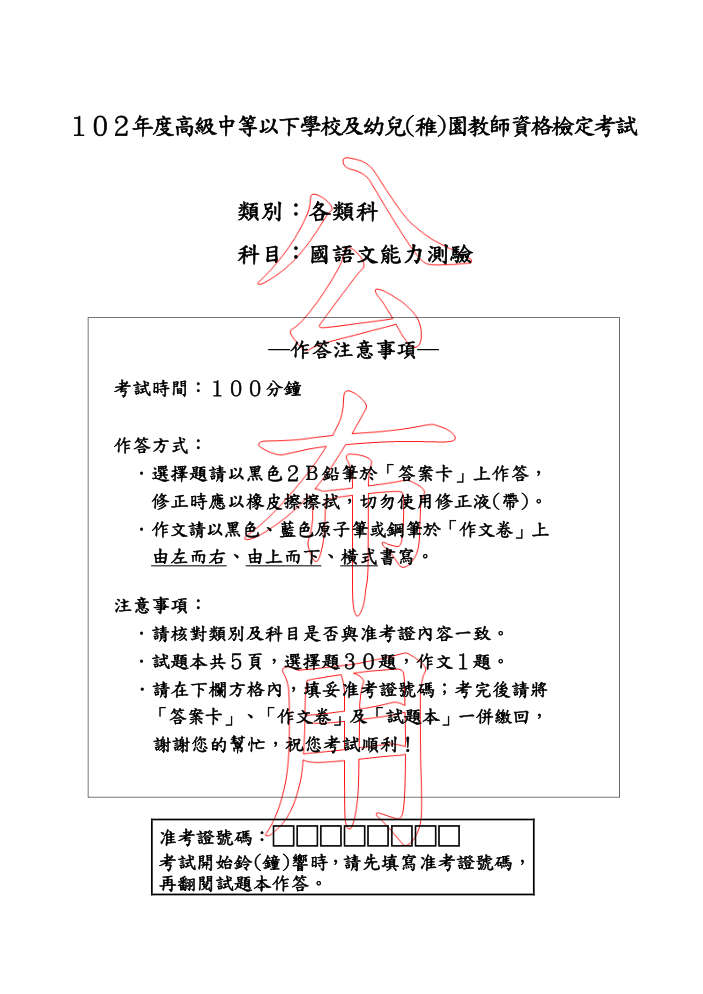 102年度高級中等以下學校及幼兒(稚)園教師資格檢定考試
類別：各類科
科目：國語文能力測驗
—作答注意事項—
考試時間：100分鐘
作答方式：
．選擇題請以黑色2B鉛筆於「答案卡」上作答，
修正時應以橡皮擦擦拭，切勿使用修正液(帶)。
．作文請以黑色、藍色原子筆或鋼筆於「作文卷」上
由左而右、由上而下、橫式書寫。
注意事項：
．請核對類別及科目是否與准考證內容一致。
．試題本共5頁，選擇題30題，作文1題。
．請在下欄方格內，填妥准考證號碼；考完後請將
「答案卡」、「作文卷」及「試題本」一併繳回，
謝謝您的幫忙，祝您考試順利！
准考證號碼：□□□□□□□□
考試開始鈴(鐘)響時，請先填寫准考證號碼，
再翻閱試題本作答。
公布用